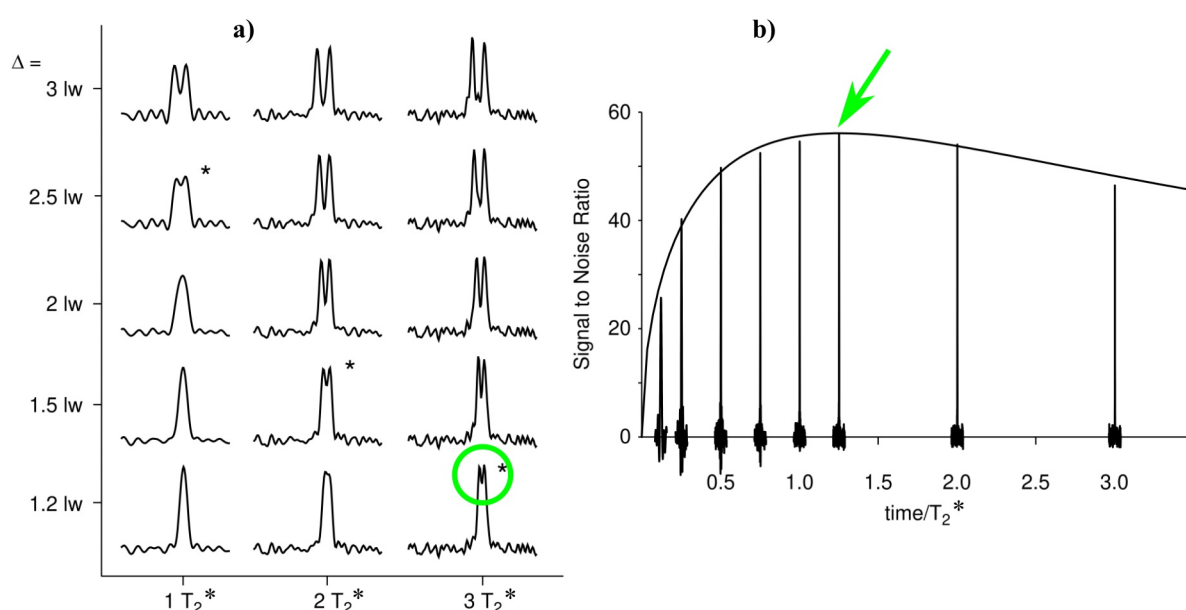 a)
Δ =
3 lw
2.5 lw
*
2 lw
1.5 lw
*
1.2 lw
*
1 T₂*
2 T₂*
3 T₂*
b)
60
40
20
0
Signal to Noise Ratio
0.5
1.0
1.5
2.0
2.5
3.0
time/T₂*